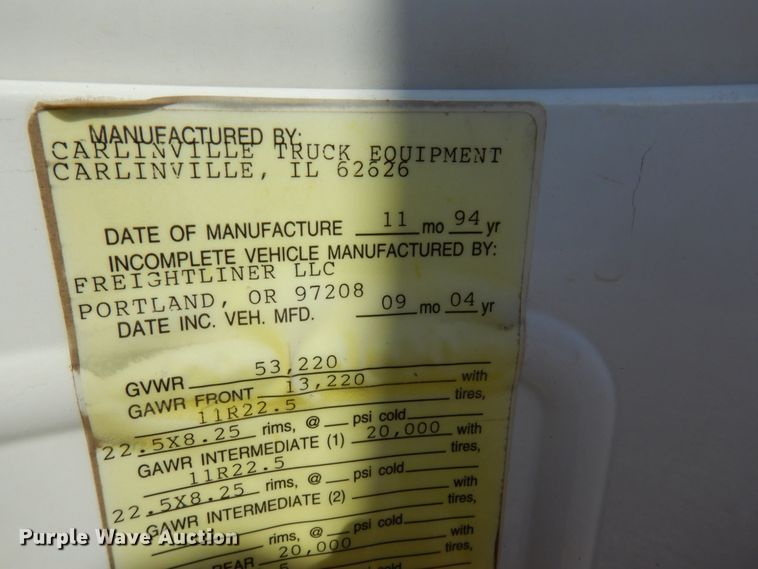 MANUFACTURED BY:
CARLINVILLE TRUCK EQUIPMENT
CARLINVILLE, IL 62626
DATE OF MANUFACTURE 11 mo 94 yr
INCOMPLETE VEHICLE MANUFACTURED BY:
FREIGHTLINER LLC
PORTLAND, OR 97208
DATE INC. VEH. MFD. 09 mo 04 yr
GVWR 53,220
GAWR FRONT 13,220 with
11R22.5 tires,
22.5X8.25 rims, @ psi cold
GAWR INTERMEDIATE (1) 20,000 with
11R22.5 tires,
22.5X8.25 rims, @ psi cold
GAWR INTERMEDIATE (2) with
tires,
rims, @ psi cold
REAR 20,000 with
tires,
psi cold
Purple Wave Auction